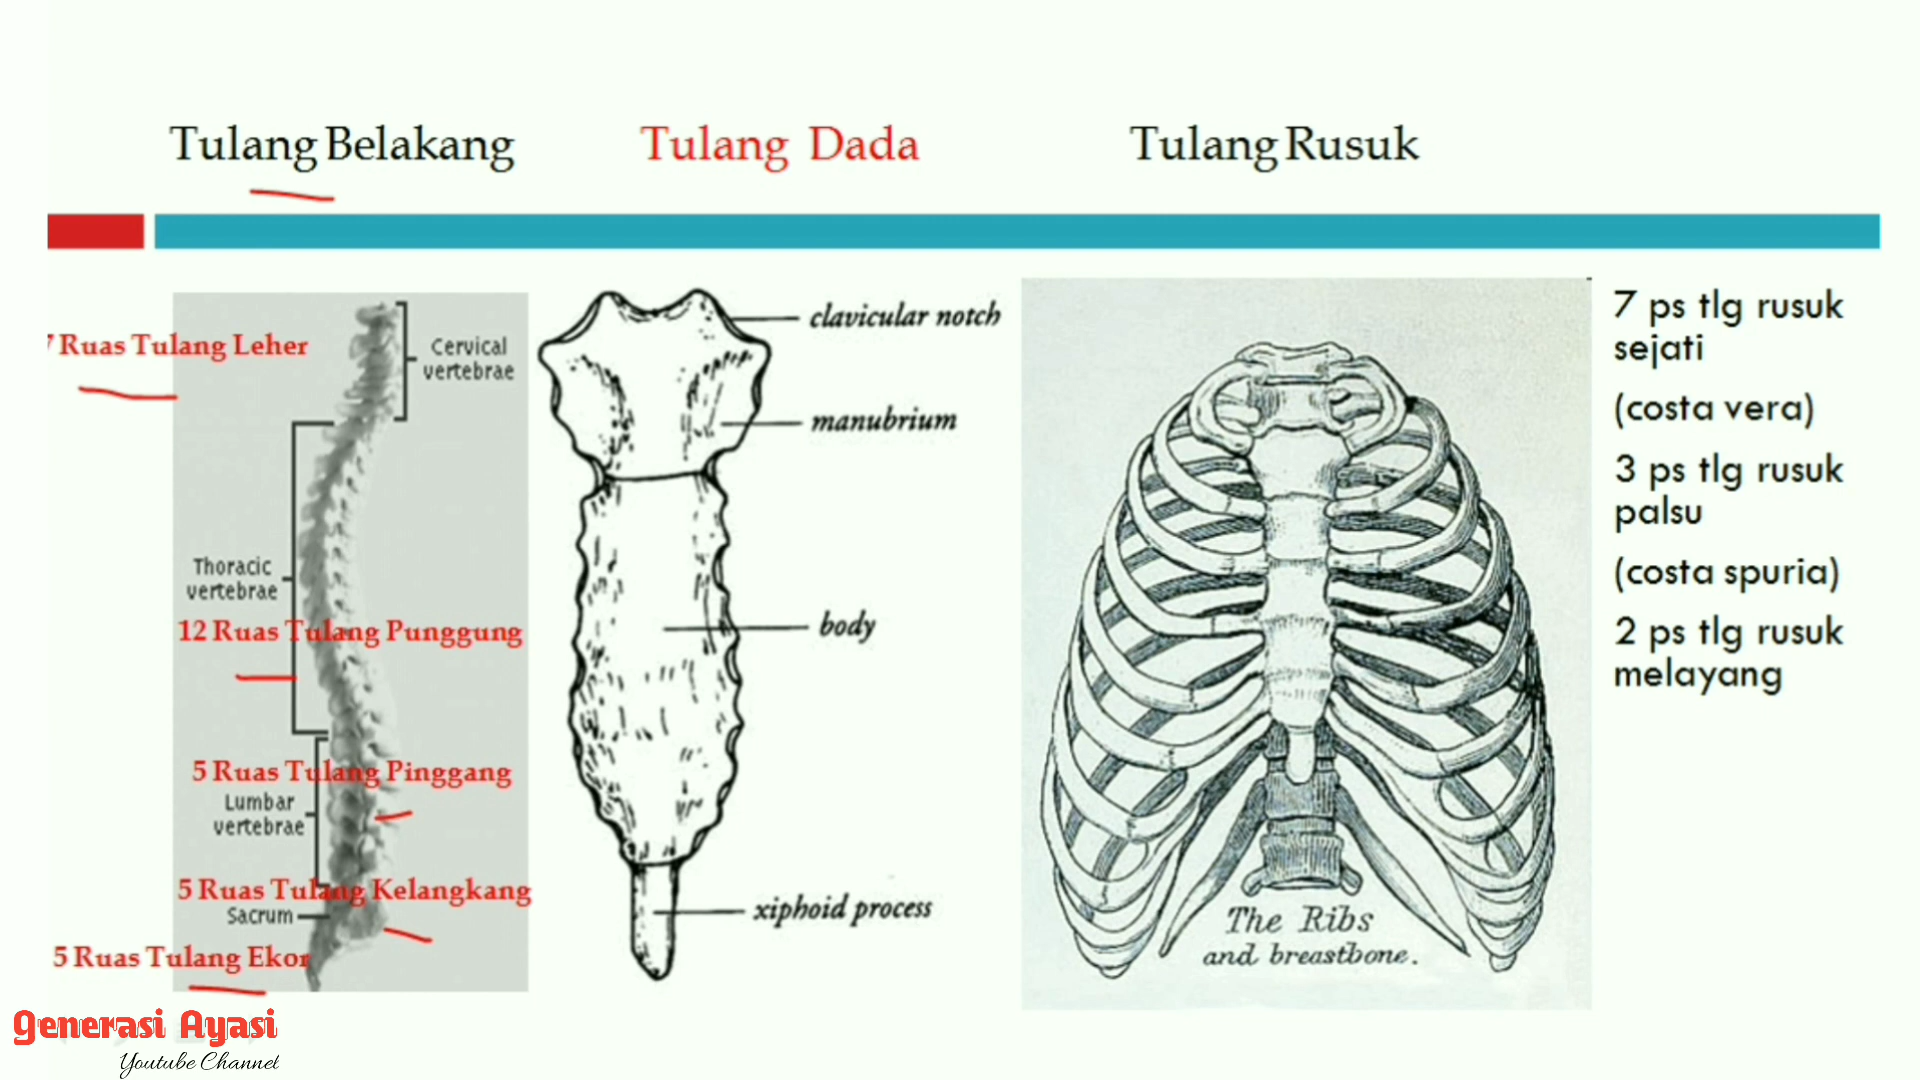 Tulang Belakang
Tulang Dada
Tulang Rusuk
7 Ruas Tulang Leher
Cervical
vertebrae
Thoracic
vertebrae
12 Ruas Tulang Punggung
5 Ruas Tulang Pinggang
Lumbar
vertebrae
5 Ruas Tulang Kelangkang
Sacrum
5 Ruas Tulang Ekor
clavicular notch
manubrium
body
xiphoid process
The Ribs
and breastbone.
7 ps tlg rusuk
sejati
(costa vera)
3 ps tlg rusuk
palsu
(costa spuria)
2 ps tlg rusuk
melayang
Generasi Ayasi
Youtube Channel